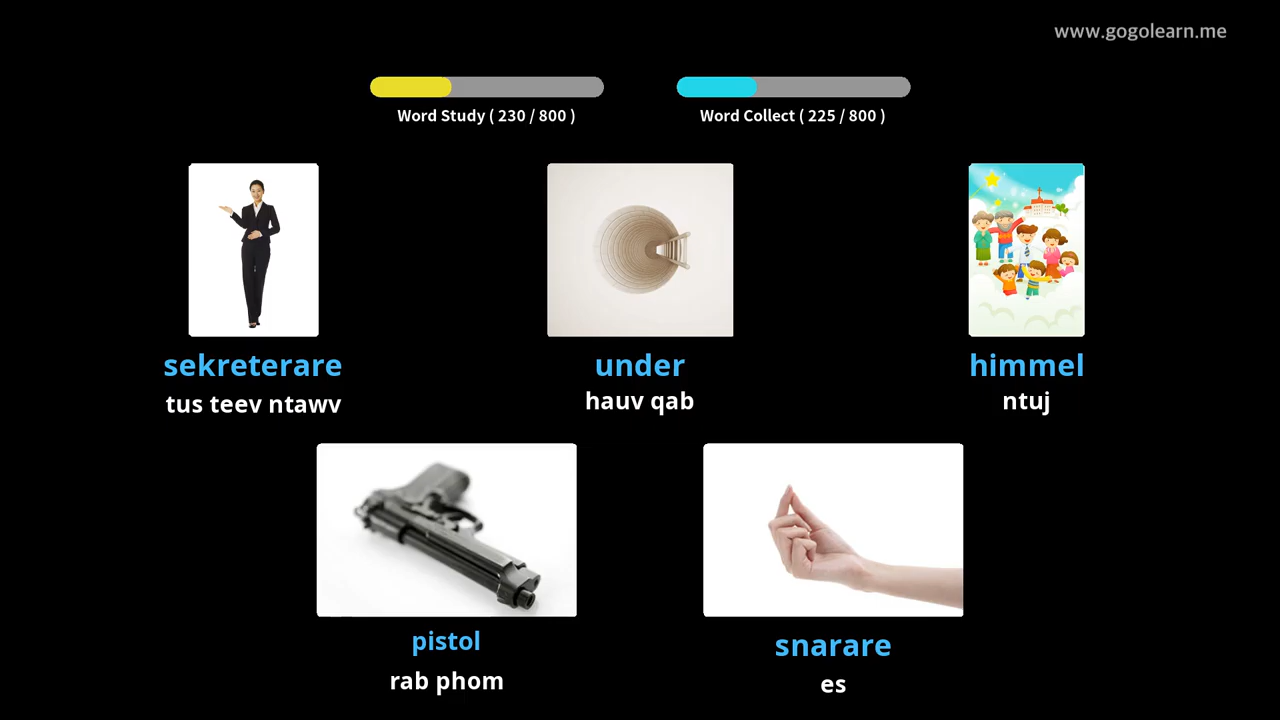 www.gogolearn.me
Word Study ( 230 / 800 )
Word Collect ( 225 / 800 )
sekreterare
tus teev ntawv
under
hauv qab
himmel
ntuj
pistol
rab phom
snarare
es